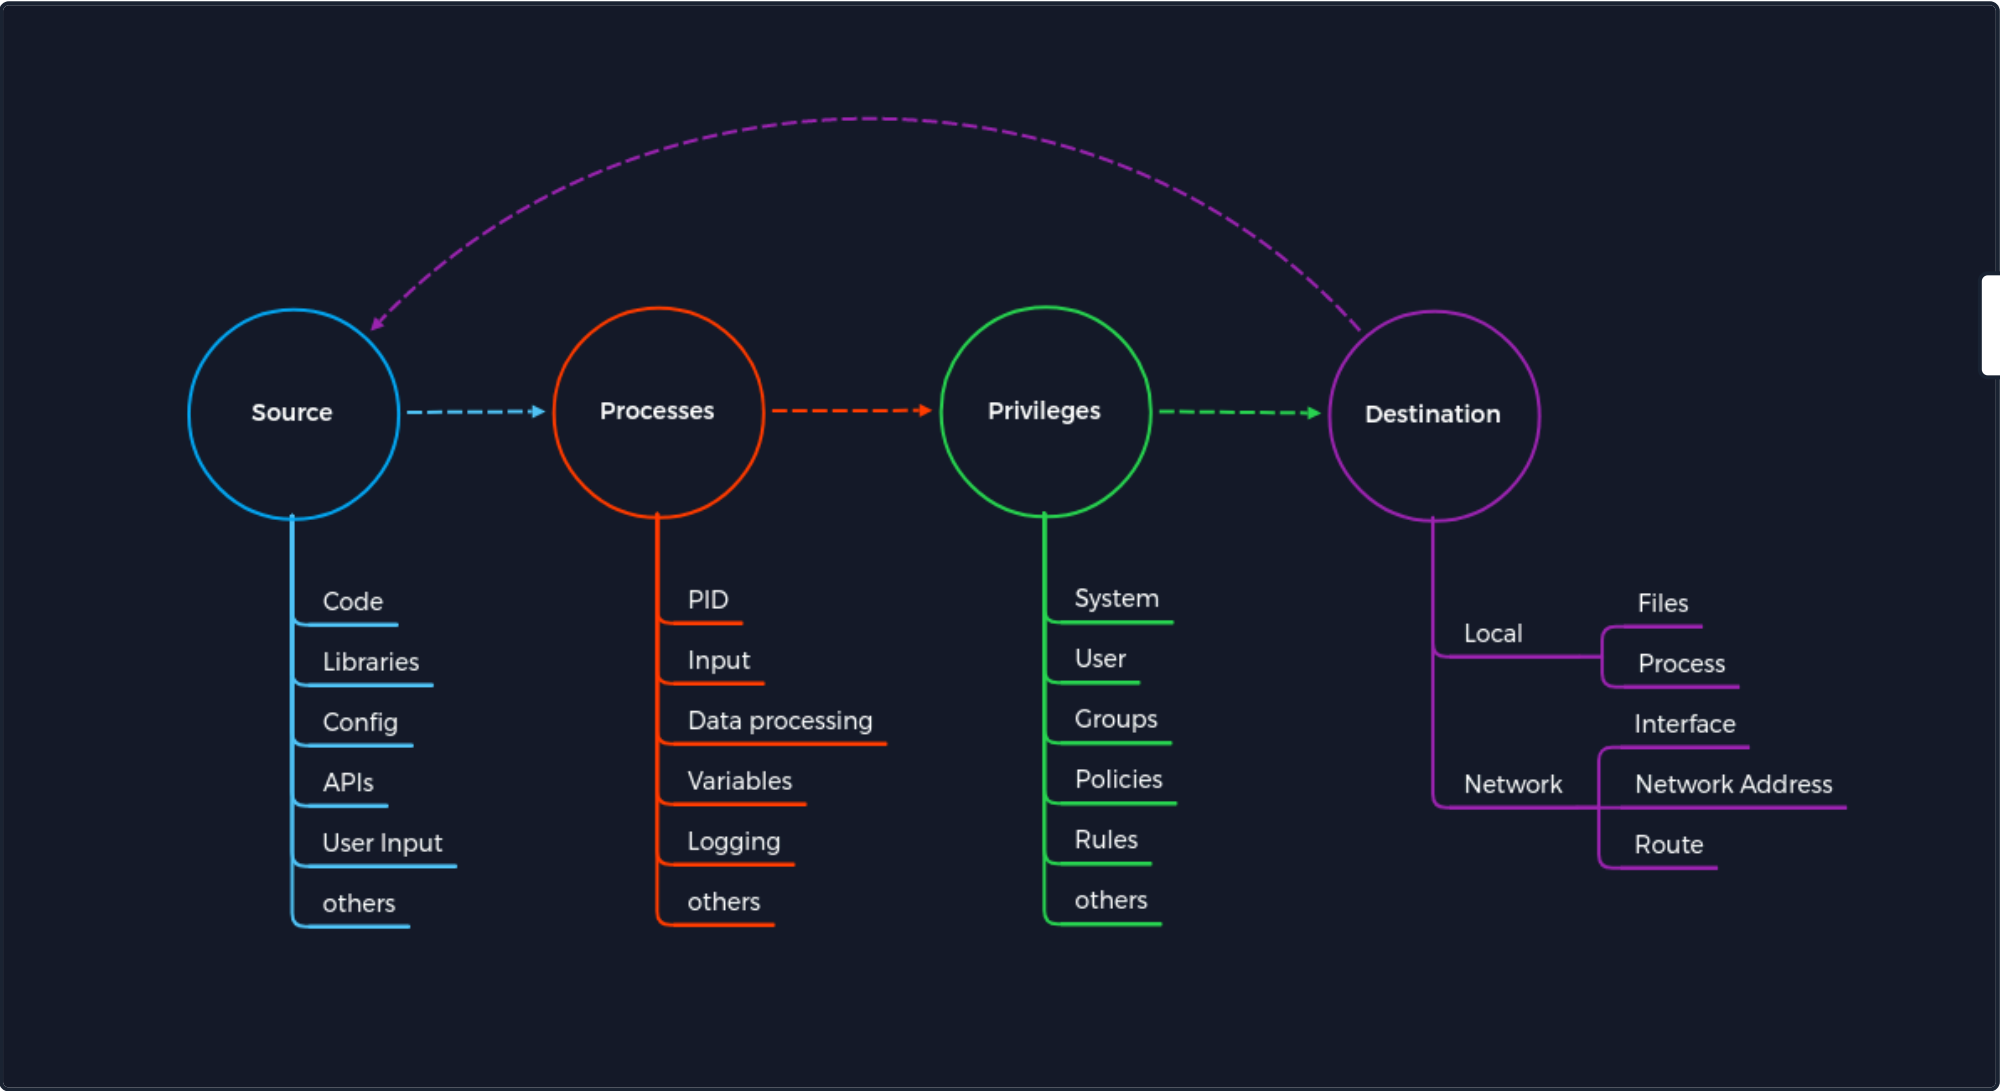 Source
Processes
Privileges
Destination
Code
Libraries
Config
APIs
User Input
others
PID
Input
Data processing
Variables
Logging
others
System
User
Groups
Policies
Rules
others
Local
Files
Process
Network
Interface
Network Address
Route